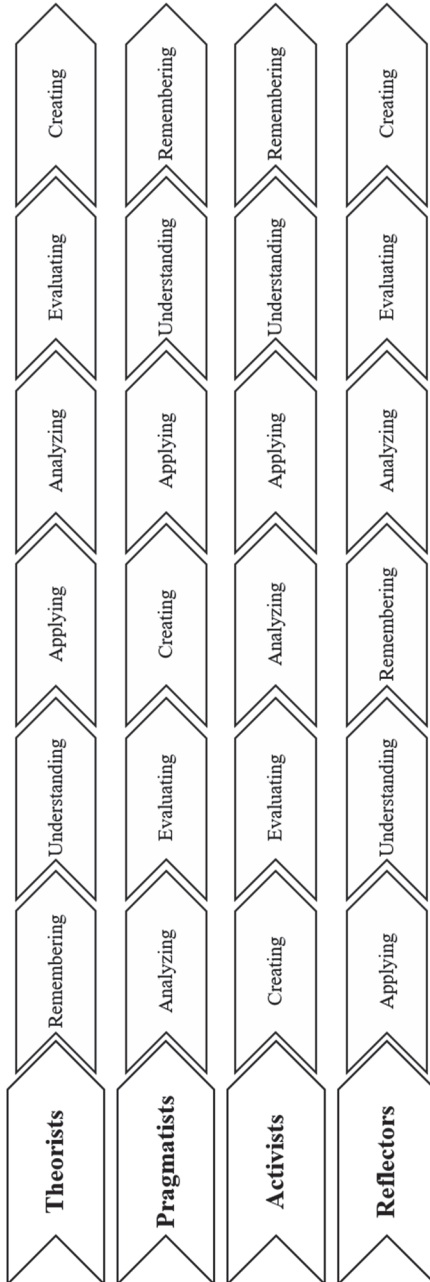 Theorists
Remembering
Understanding
Applying
Analyzing
Evaluating
Creating
Pragmatists
Analyzing
Evaluating
Creating
Applying
Understanding
Remembering
Activists
Creating
Evaluating
Analyzing
Applying
Understanding
Remembering
Reflectors
Applying
Understanding
Remembering
Analyzing
Evaluating
Creating